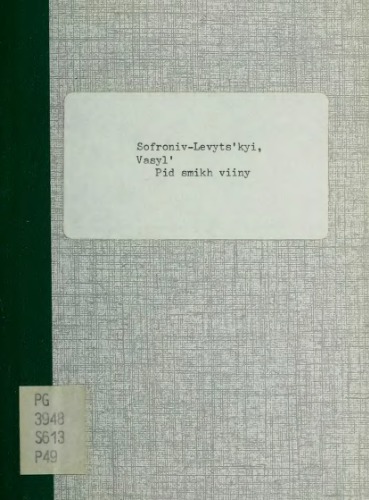 Sofroniv-Levyts'kyi,
Vasyl'
Pid smikh viiny
PG
3948
S613
P49